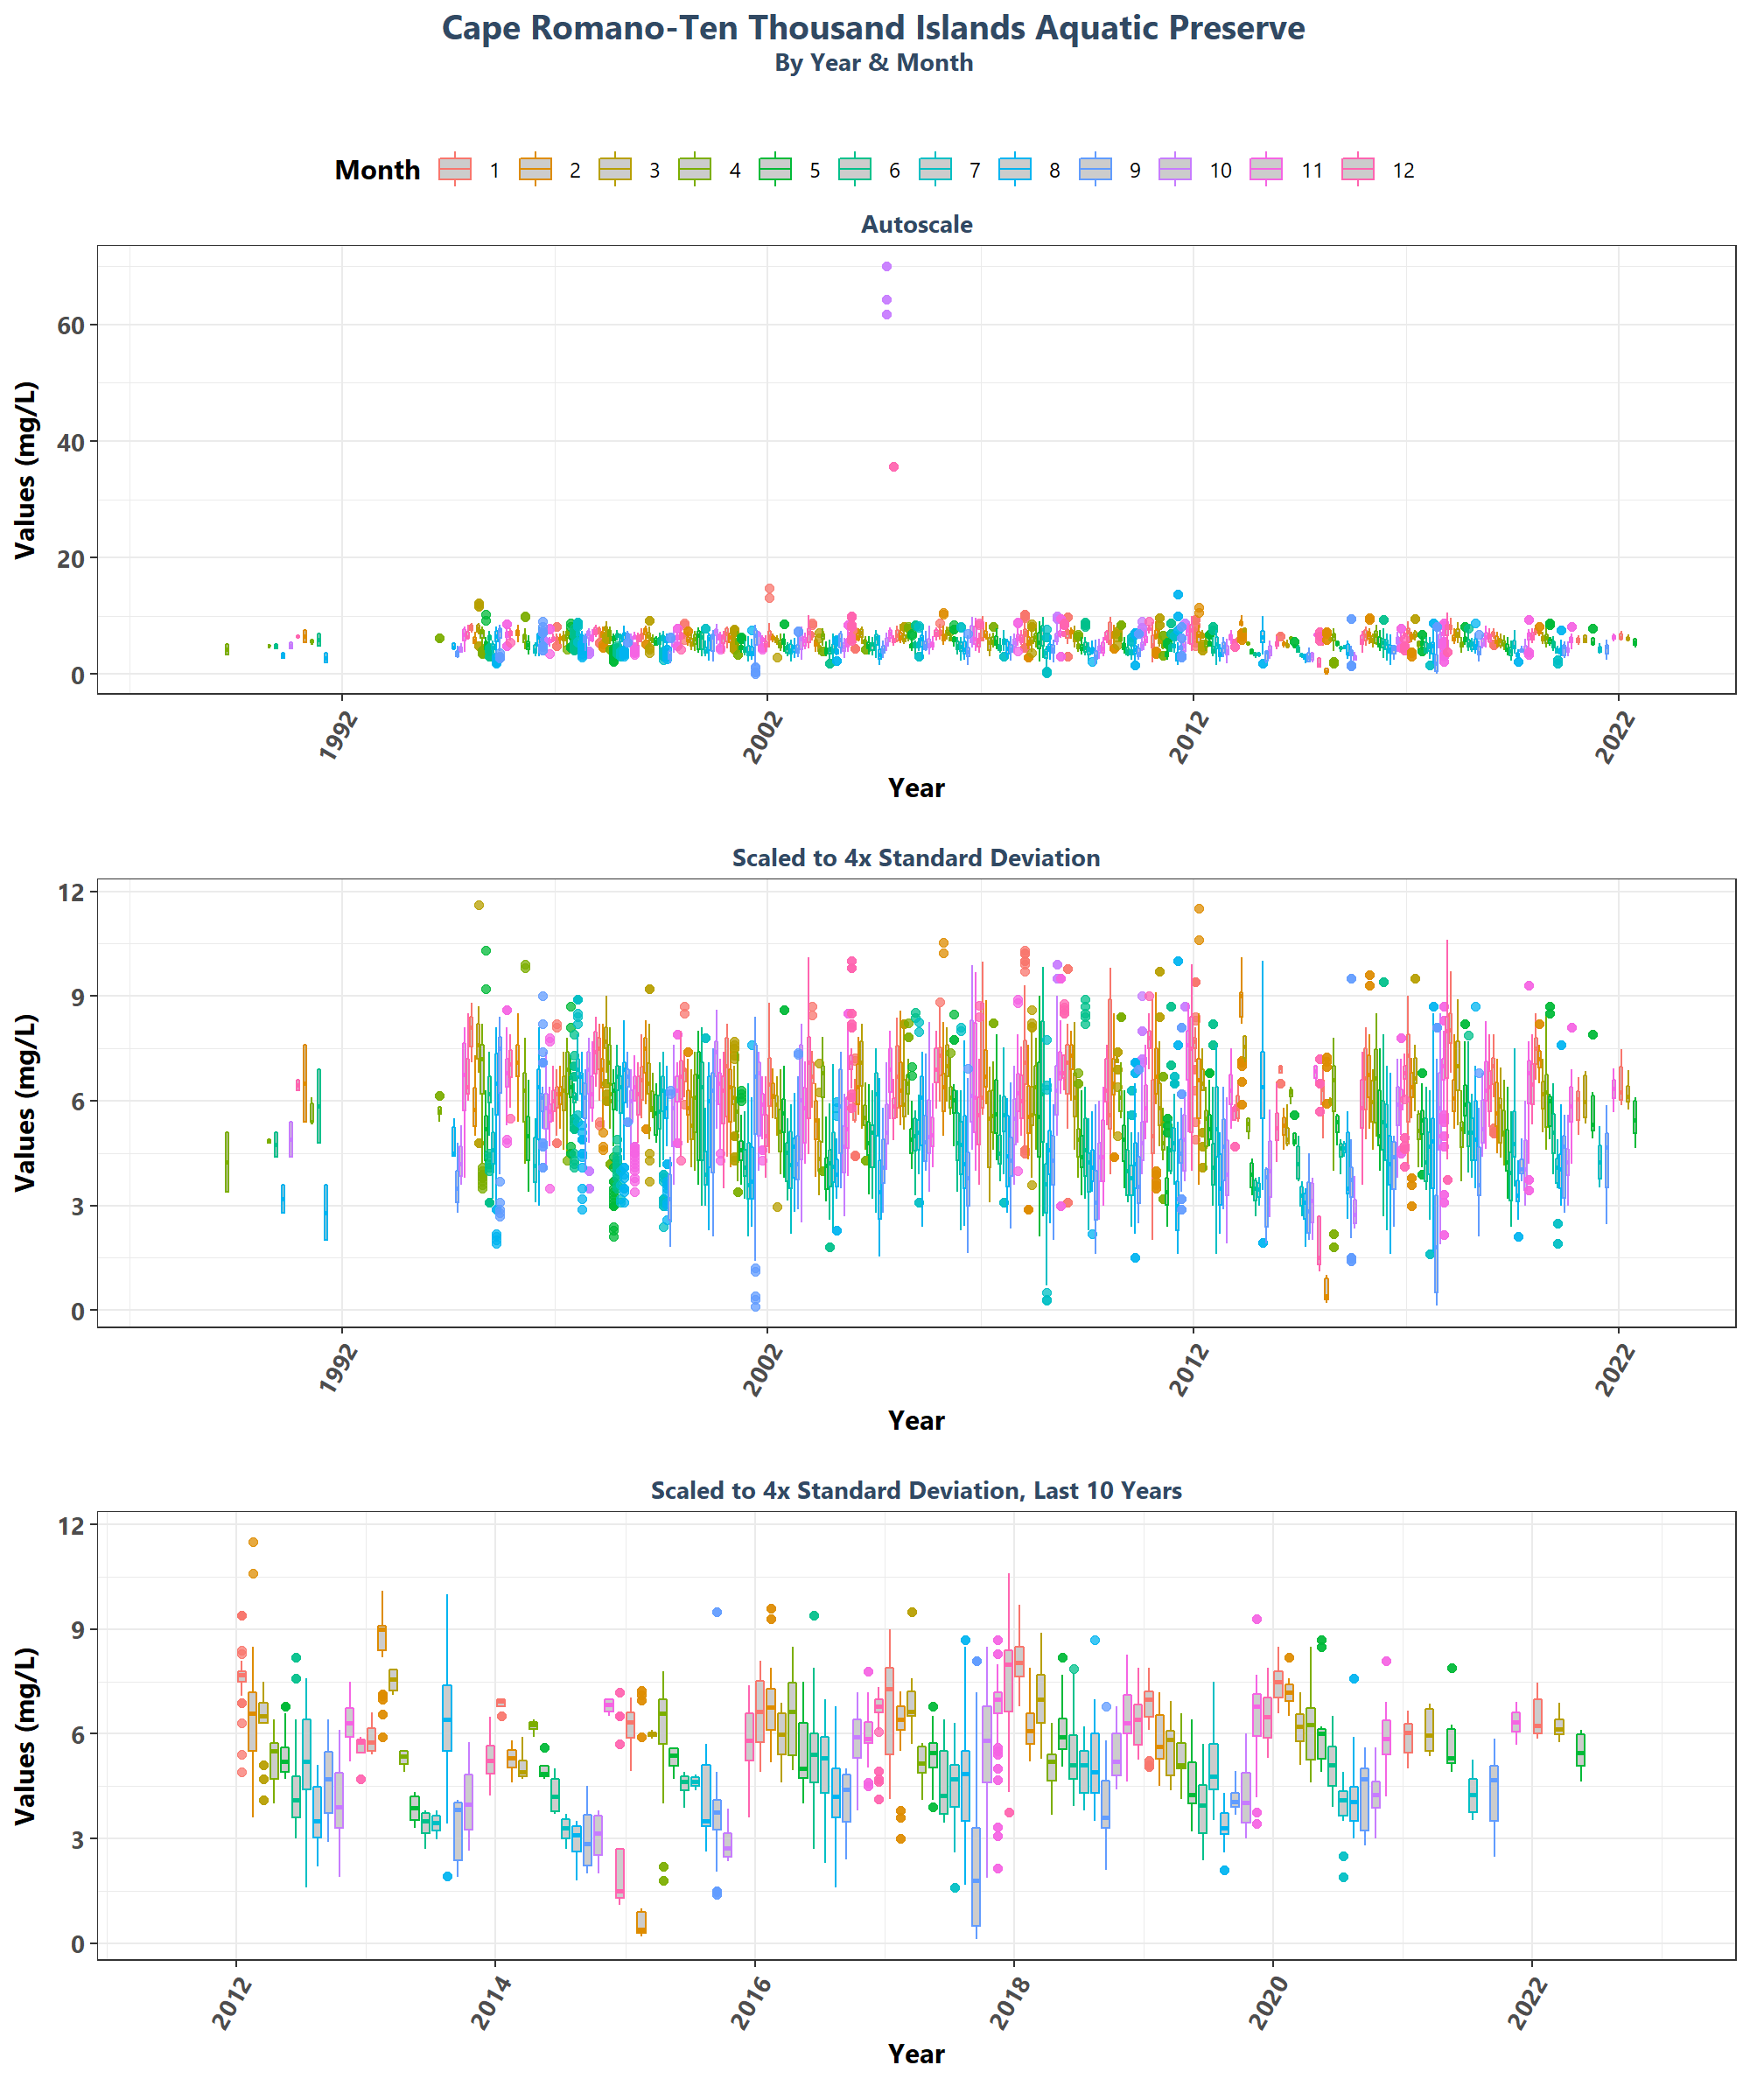 Cape Romano-Ten Thousand Islands Aquatic Preserve
By Year & Month
Month 1 2 3 4 5 6 7 8 9 10 11 12
Autoscale
Values (mg/L)
60
40
20
0
1992 2002 2012 2022
Year
Scaled to 4x Standard Deviation
Values (mg/L)
12
9
6
3
0
1992 2002 2012 2022
Year
Scaled to 4x Standard Deviation, Last 10 Years
Values (mg/L)
12
9
6
3
0
2012 2014 2016 2018 2020 2022
Year